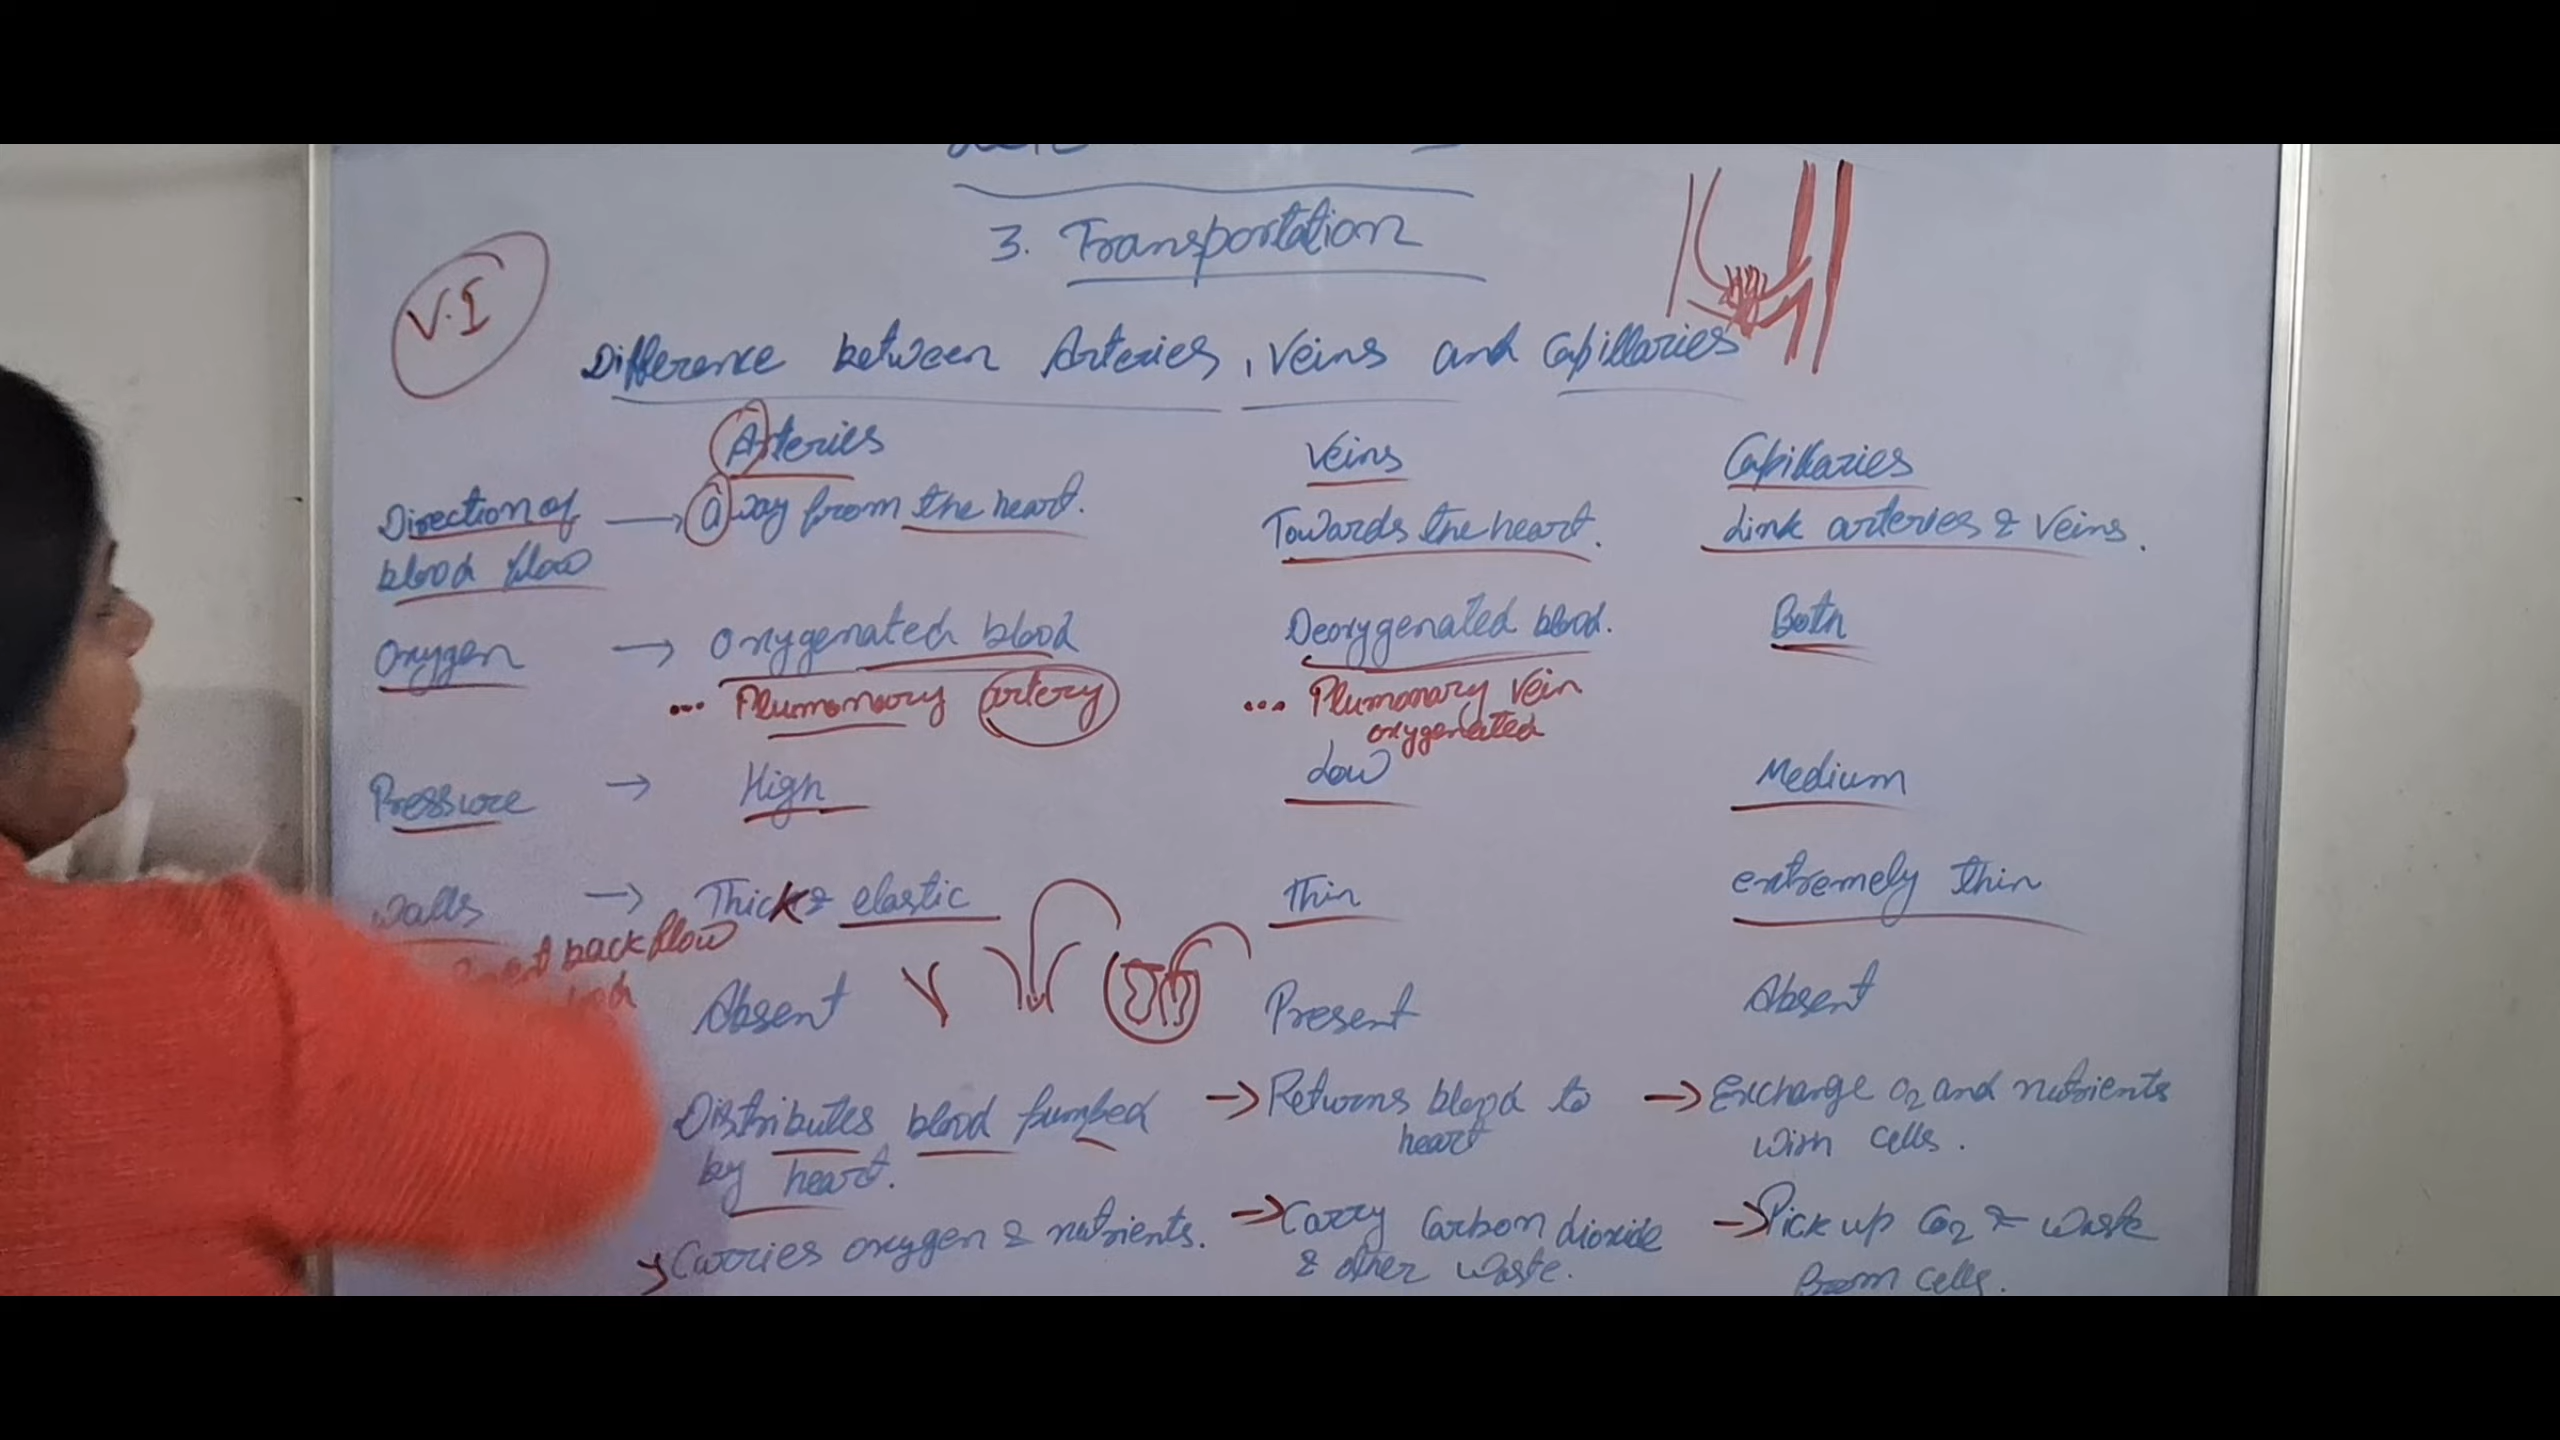 3. Transportation
V.I
Difference between Arteries, Veins and Capillaries
Arteries Veins Capillaries
Direction of → away from the heart. Towards the heart. Link arteries & Veins.
blood flow
Oxygen → Oxygenated blood Deoxygenated blood. Both
... Plumonary artery ... Plumonary Vein
oxygenated
Pressure → High Low Medium
Walls → Thick & elastic Thin extremely thin
back flow
Absent Present Absent
Distributes blood pumped → Returns blood to → Exchange O2 and nutrients
by heart. heart with cells.
→ Carries oxygen & nutrients. → Carry Carbon dioxide → Pick up CO2 & waste
& other waste. from cells.